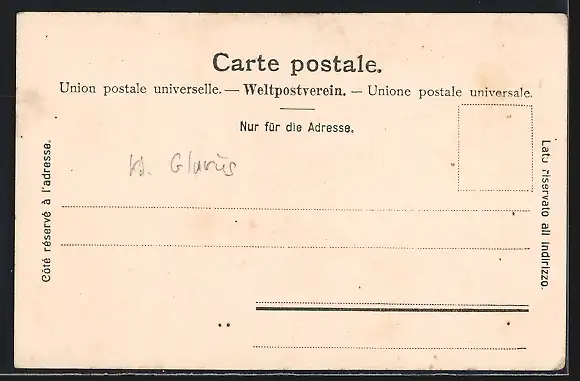 Carte postale.
Union postale universelle. — Weltpostverein. — Unione postale universale.
Nur für die Adresse.
Kt. Glarus
Côté réservé à l'adresse.
Lato riservato all indirizzo.